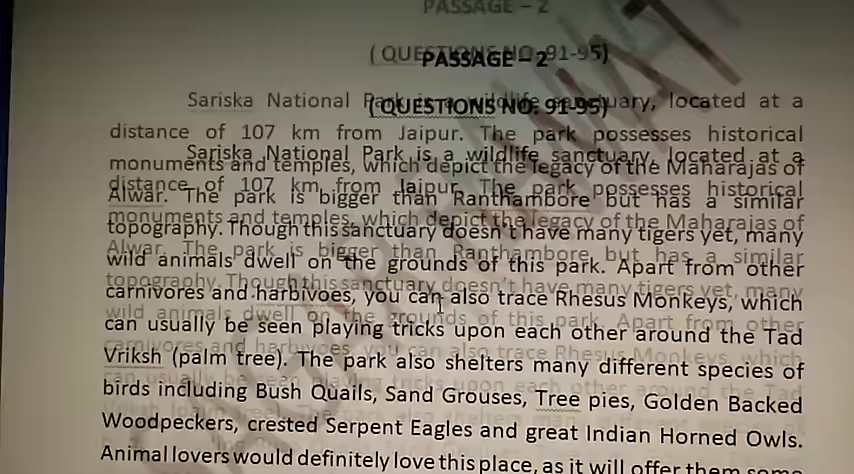 PASSAGE – 2
( QUESTIONS NO. 91-95)
Sariska National Park is a wildlife sanctuary, located at a
distance of 107 km from Jaipur. The park possesses historical
monuments and temples, which depict the legacy of the Maharajas of
Alwar. The park is bigger than Ranthambore but has a similar
topography. Though this sanctuary doesn't have many tigers yet, many
wild animals dwell on the grounds of this park. Apart from other
carnivores and harbivoes, you can also trace Rhesus Monkeys, which
can usually be seen playing tricks upon each other around the Tad
Vriksh (palm tree). The park also shelters many different species of
birds including Bush Quails, Sand Grouses, Tree pies, Golden Backed
Woodpeckers, crested Serpent Eagles and great Indian Horned Owls.
Animal lovers would definitely love this place, as it will offer them some